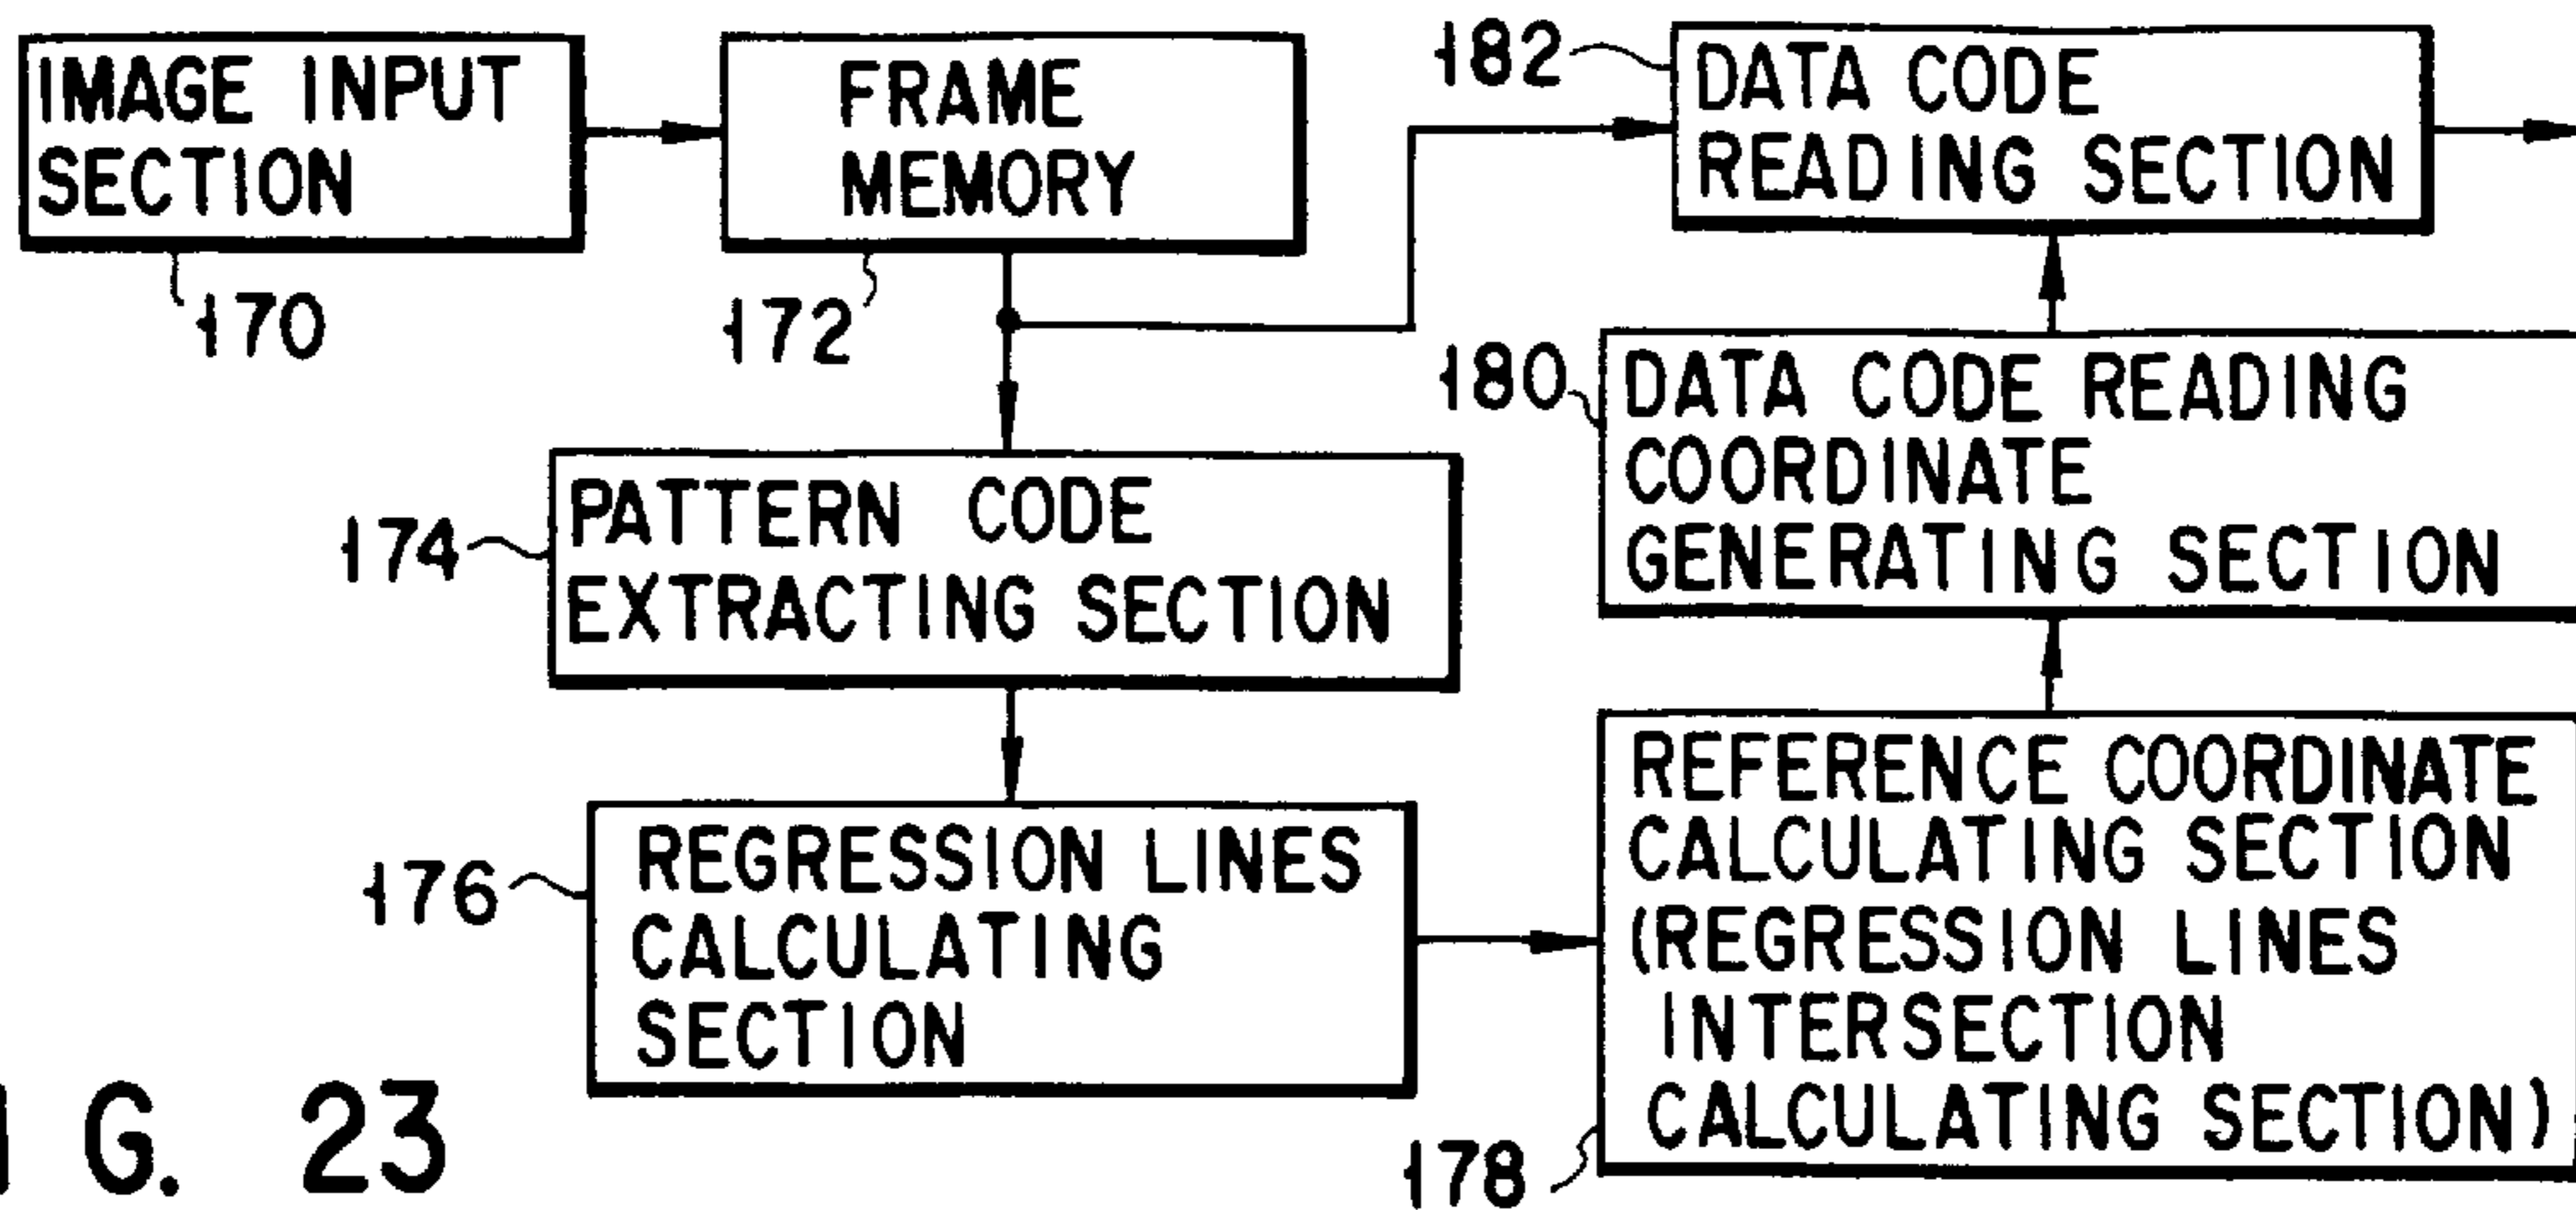 IMAGE INPUT
SECTION
170
FRAME
MEMORY
172
182
DATA CODE
READING SECTION
180
DATA CODE READING
COORDINATE
GENERATING SECTION
174
PATTERN CODE
EXTRACTING SECTION
176
REGRESSION LINES
CALCULATING
SECTION
REFERENCE COORDINATE
CALCULATING SECTION
(REGRESSION LINES
INTERSECTION
CALCULATING SECTION)
178
G. 23